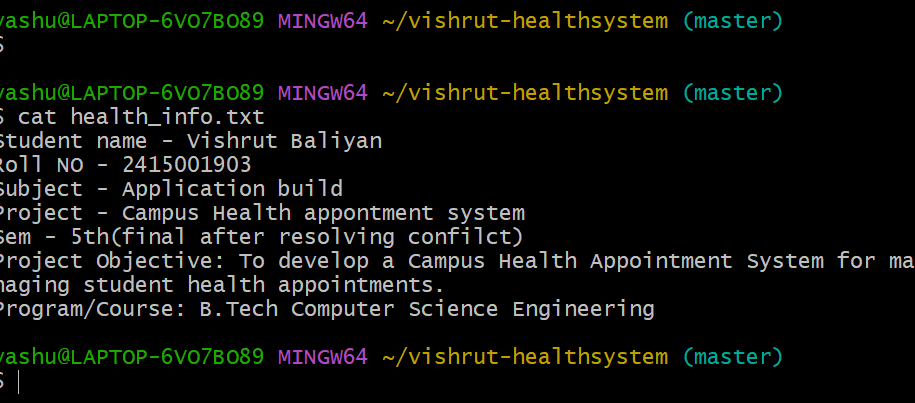 yashu@LAPTOP-6VO7BO89 MINGW64 ~/vishrut-healthsystem (master)
$
yashu@LAPTOP-6VO7BO89 MINGW64 ~/vishrut-healthsystem (master)
$ cat health_info.txt
Student name - Vishrut Baliyan
Roll NO - 2415001903
Subject - Application build
Project - Campus Health appontment system
Sem - 5th(final after resolving confilct)
Project Objective: To develop a Campus Health Appointment System for ma
naging student health appointments.
Program/Course: B.Tech Computer Science Engineering
yashu@LAPTOP-6VO7BO89 MINGW64 ~/vishrut-healthsystem (master)
$